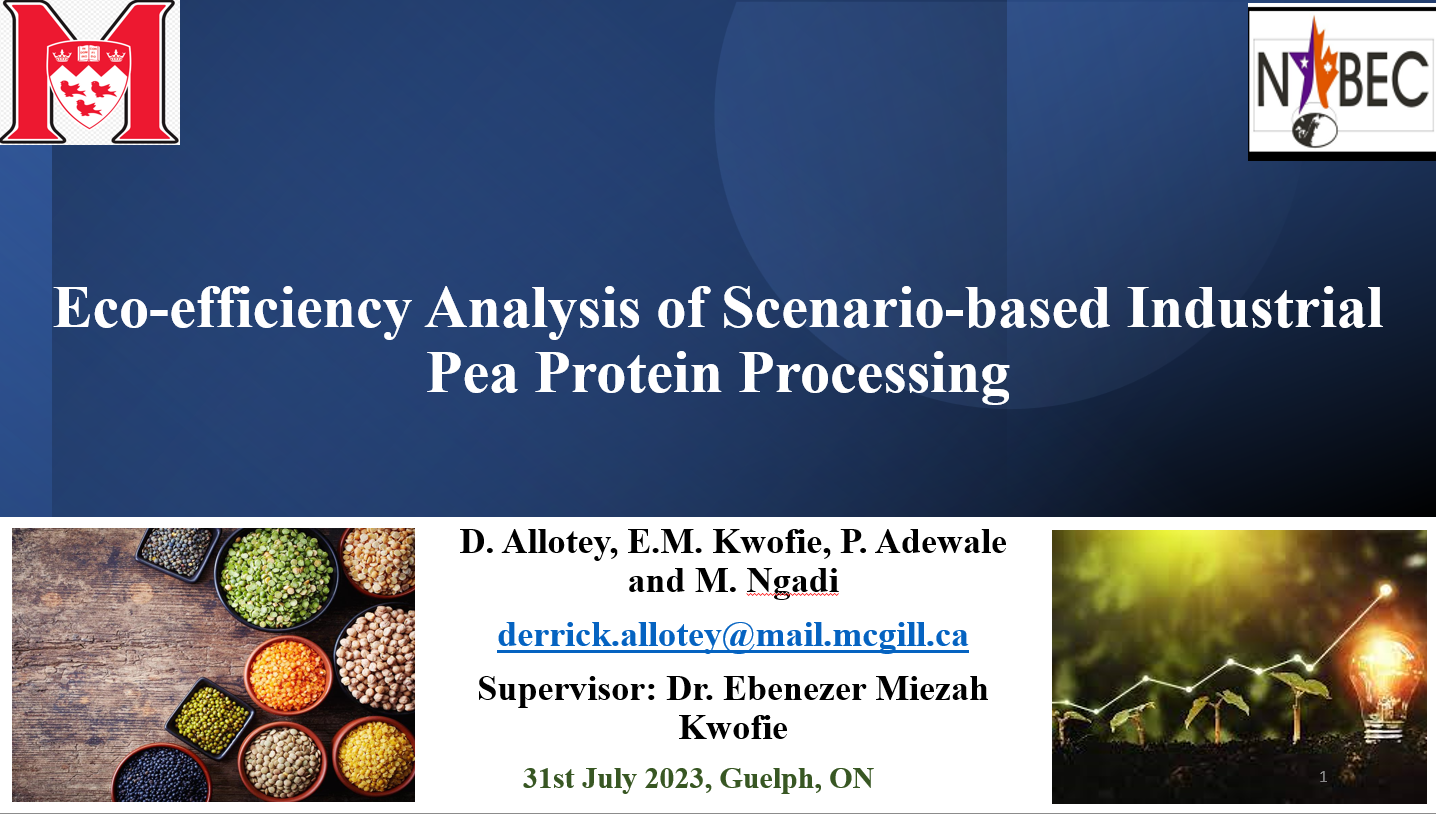 NABEC
Eco-efficiency Analysis of Scenario-based Industrial
Pea Protein Processing
D. Allotey, E.M. Kwofie, P. Adewale
and M. Ngadi
derrick.allotey@mail.mcgill.ca
Supervisor: Dr. Ebenezer Miezah
Kwofie
31st July 2023, Guelph, ON
1